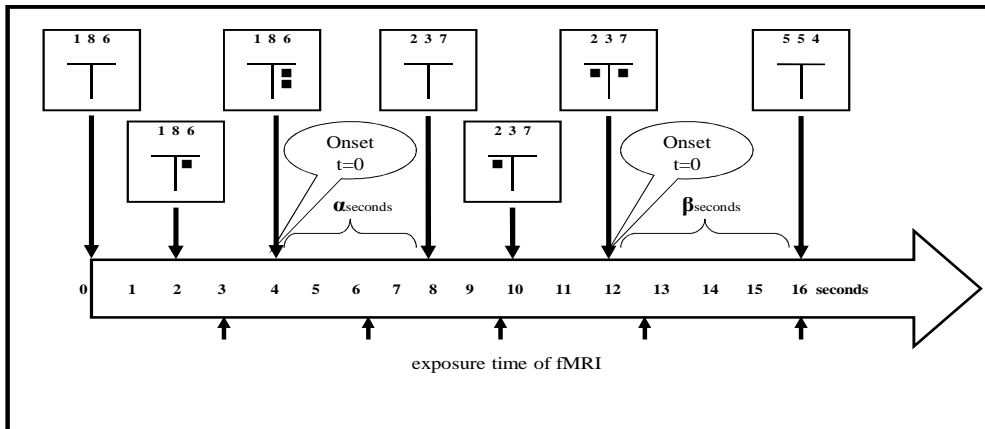 1 8 6
1 8 6
2 3 7
2 3 7
5 5 4
1 8 6
2 3 7
Onset
t=0
Onset
t=0
αseconds
βseconds
0 1 2 3 4 5 6 7 8 9 10 11 12 13 14 15 16 seconds
exposure time of fMRI